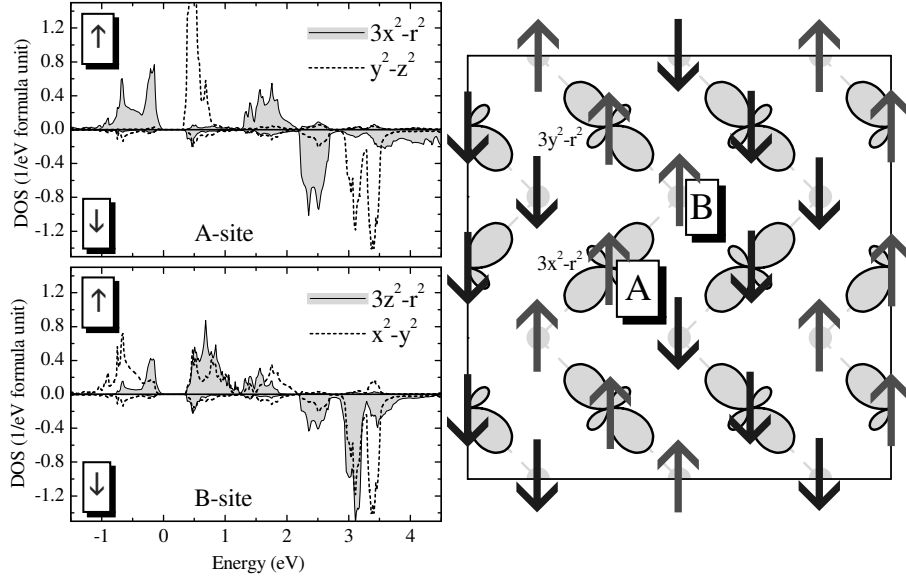 ↑
3x²-r²
y²-z²
1.2
0.8
0.4
0.0
-0.4
-0.8
-1.2
DOS (1/eV formula unit)
↓
A-site
↑
3z²-r²
x²-y²
1.2
0.8
0.4
0.0
-0.4
-0.8
-1.2
DOS (1/eV formula unit)
↓
B-site
-1 0 1 2 3 4
Energy (eV)
3y²-r²
B
3x²-r²
A